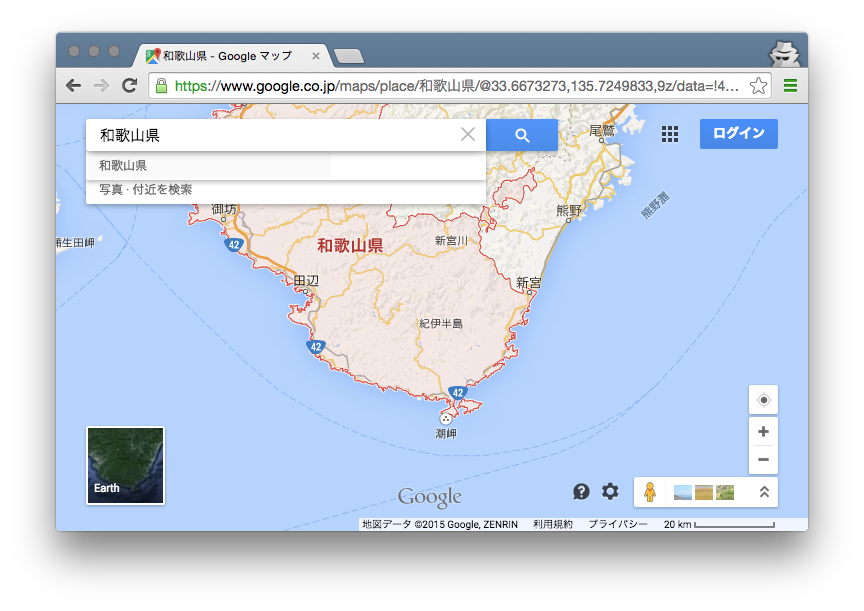 和歌山県 - Google マップ
https://www.google.co.jp/maps/place/和歌山県/@33.6673273,135.7249833,9z/data=!4...
和歌山県
ログイン
和歌山県
写真・付近を検索
尾鷲
御坊
熊野
熊野灘
42
和歌山県
新宮川
蒲生田岬
田辺
新宮
紀伊半島
42
42
潮岬
Earth
Google
地図データ ©2015 Google, ZENRIN 利用規約 プライバシー 20 km